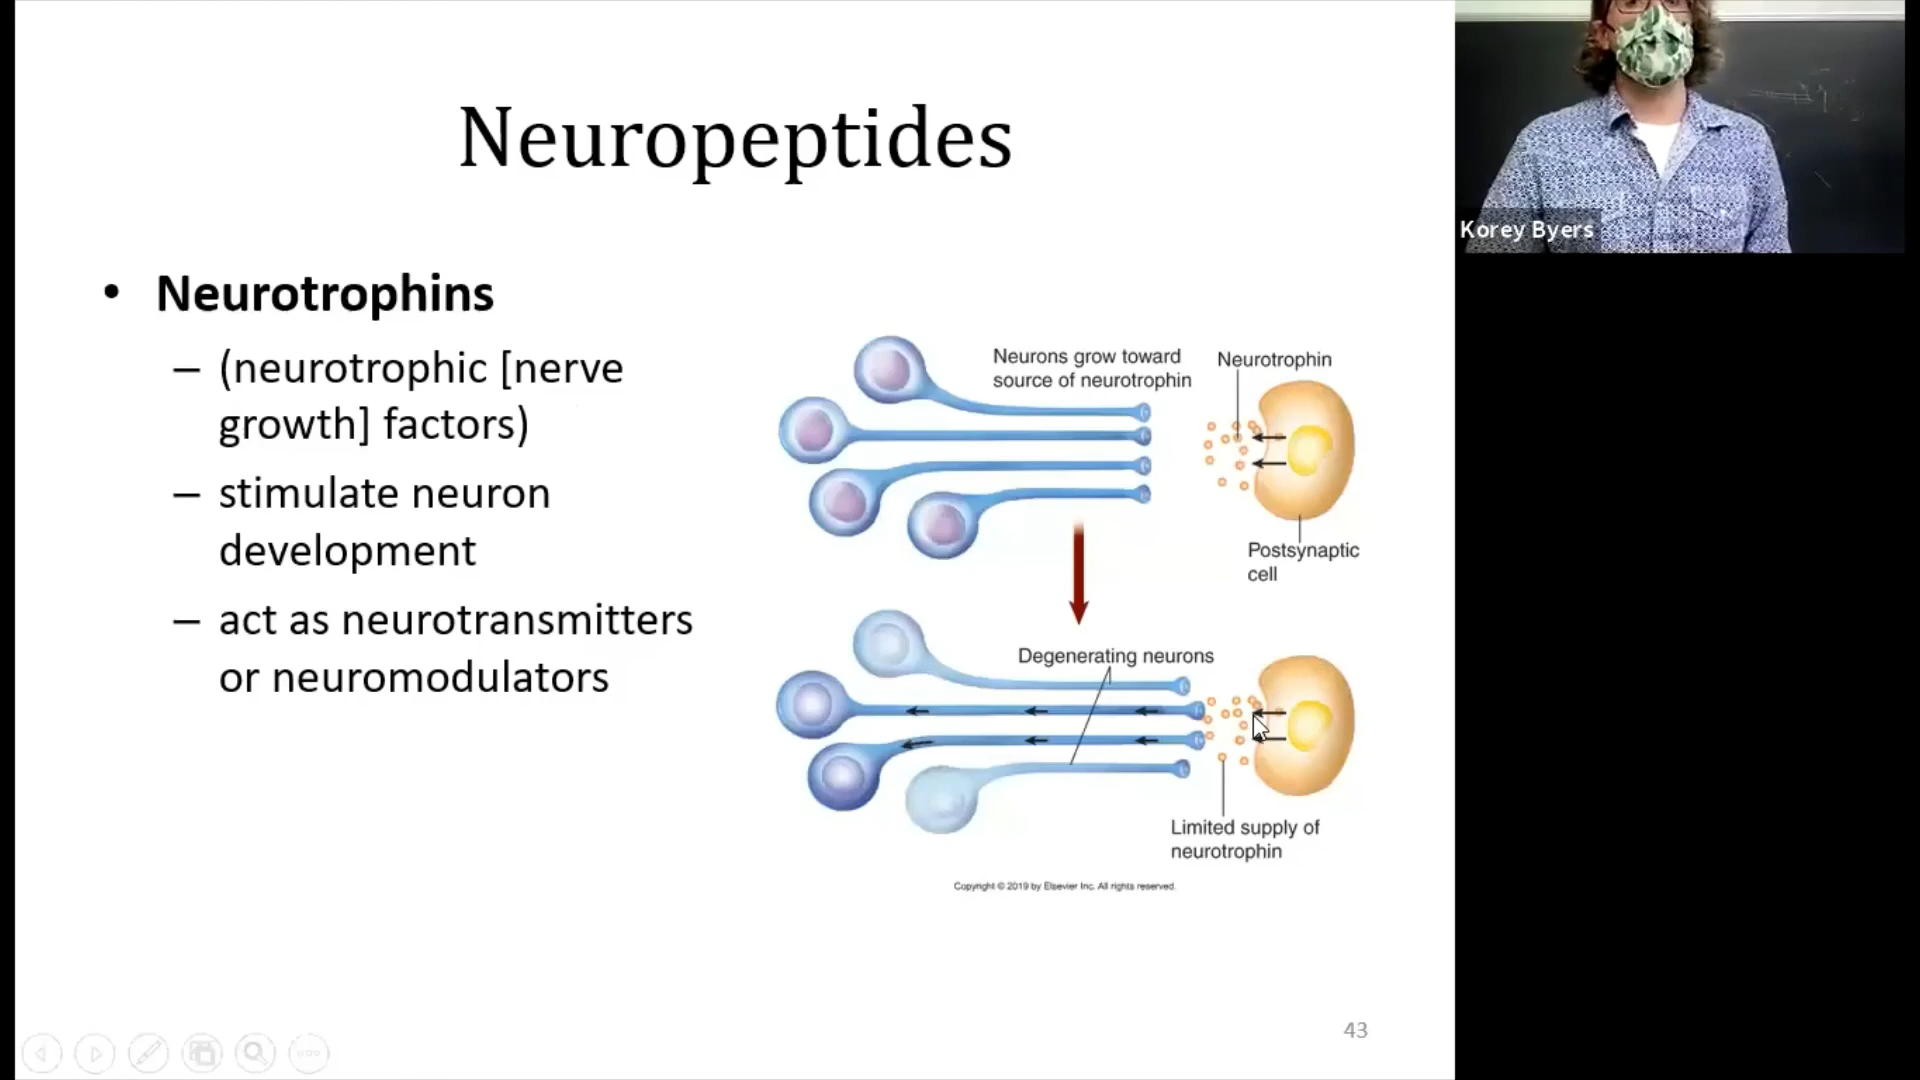 Neuropeptides
Korey Byers
• Neurotrophins
– (neurotrophic [nerve
growth] factors)
– stimulate neuron
development
– act as neurotransmitters
or neuromodulators
Neurons grow toward
source of neurotrophin
Neurotrophin
Postsynaptic
cell
Degenerating neurons
Limited supply of
neurotrophin
Copyright © 2019 by Elsevier Inc. All rights reserved.
43